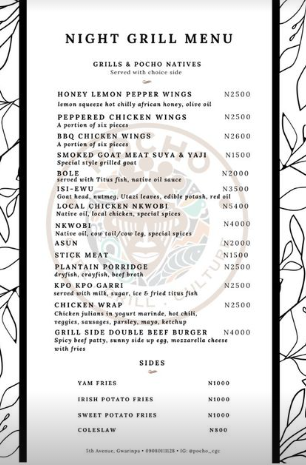 NIGHT GRILL MENU
GRILLS & POCHO NATIVES
Served with choice side
HONEY LEMON PEPPER WINGS N2500
lemon squeeze hot chilly african honey, olive oil
PEPPERED CHICKEN WINGS N2500
A portion of six pieces
BBQ CHICKEN WINGS N2600
A portion of six pieces
SMOKED GOAT MEAT SUYA & YAJI N1500
Special style grilled goat
BOLE N2000
served with Titus fish, native oil sauce
ISI-EWU N3500
Goat head, nutmeg, Utazi leaves, edible potash, red oil
LOCAL CHICKEN NKWOBI N5400
Native oil, local chicken, special spices
NKWOBI N4000
Native oil, cow tail/cow leg, special spices
ASUN N2000
STICK MEAT N1500
PLANTAIN PORRIDGE N2500
dryfish, crayfish, beef broth
KPO KPO GARRI N2500
served with milk, sugar, ice & fried titus fish
CHICKEN WRAP N2500
Chicken julians in yogurt marinde, hot chili,
veggies, sausages, parsley, mayo, ketchup
GRILL SIDE DOUBLE BEEF BURGER N4000
Spicy beef patty, sunny side up egg, mozzarella cheese
with fries
SIDES
YAM FRIES N1000
IRISH POTATO FRIES N1000
SWEET POTATO FRIES N1000
COLESLAW N800
7th Avenue, Gwarinpa • IG: @pocho_ng